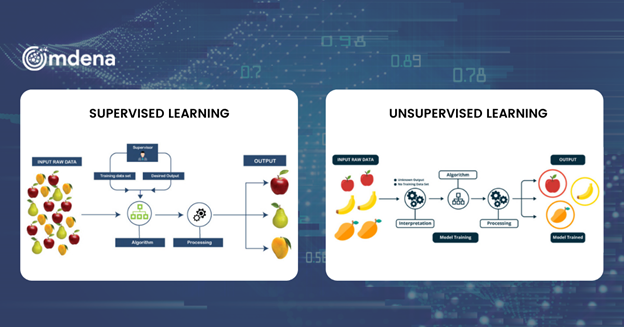 Omdena
0.98
0.89
0.78
SUPERVISED LEARNING
Supervisor
INPUT RAW DATA
Training data set
Desired Output
OUTPUT
Algorithm
Processing
UNSUPERVISED LEARNING
INPUT RAW DATA
Unknown Output
No Training Data Set
Algorithm
OUTPUT
Interpretation
Processing
Model Training
Model Trained